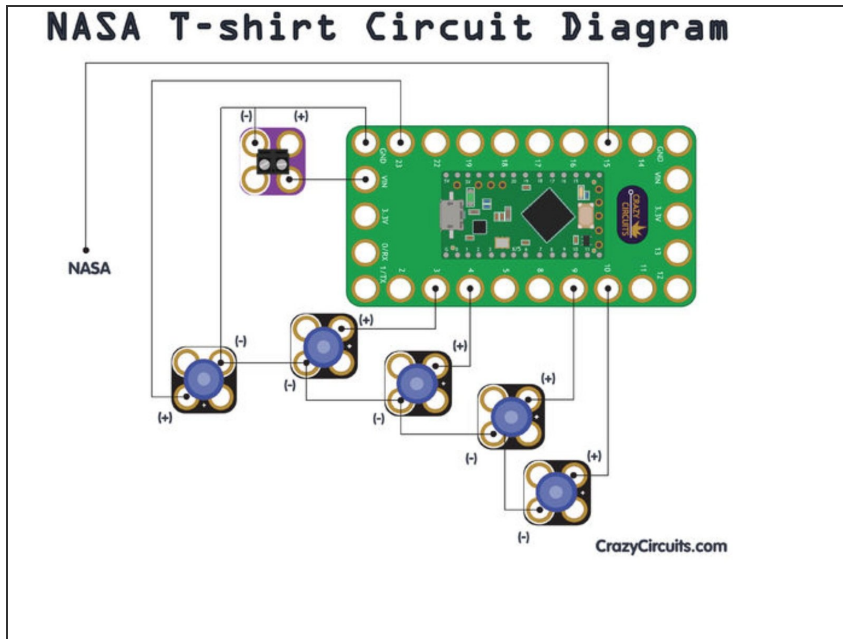 NASA T-shirt Circuit Diagram
(-)
(+)
GND
23
22
19
18
17
16
15
14
GND
VIN
3.3V
0/RX
1/TX
VIN
3.3V
13
12
CRAZY
CIRCUITS
2
3
4
5
8
9
10
11
NASA
(-)
(+)
(+)
(-)
(+)
(-)
(+)
(-)
(+)
(-)
CrazyCircuits.com